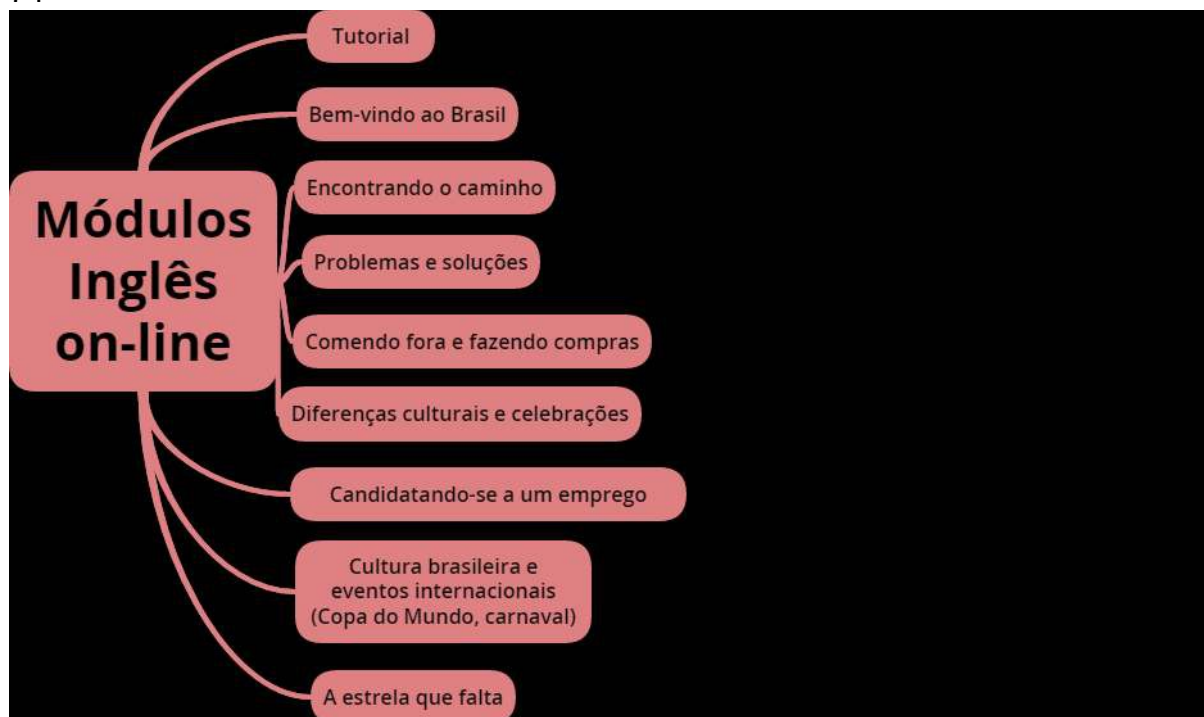 Módulos
Inglês
on-line
Tutorial
Bem-vindo ao Brasil
Encontrando o caminho
Problemas e soluções
Comendo fora e fazendo compras
Diferenças culturais e celebrações
Candidatando-se a um emprego
Cultura brasileira e
eventos internacionais
(Copa do Mundo, carnaval)
A estrela que falta